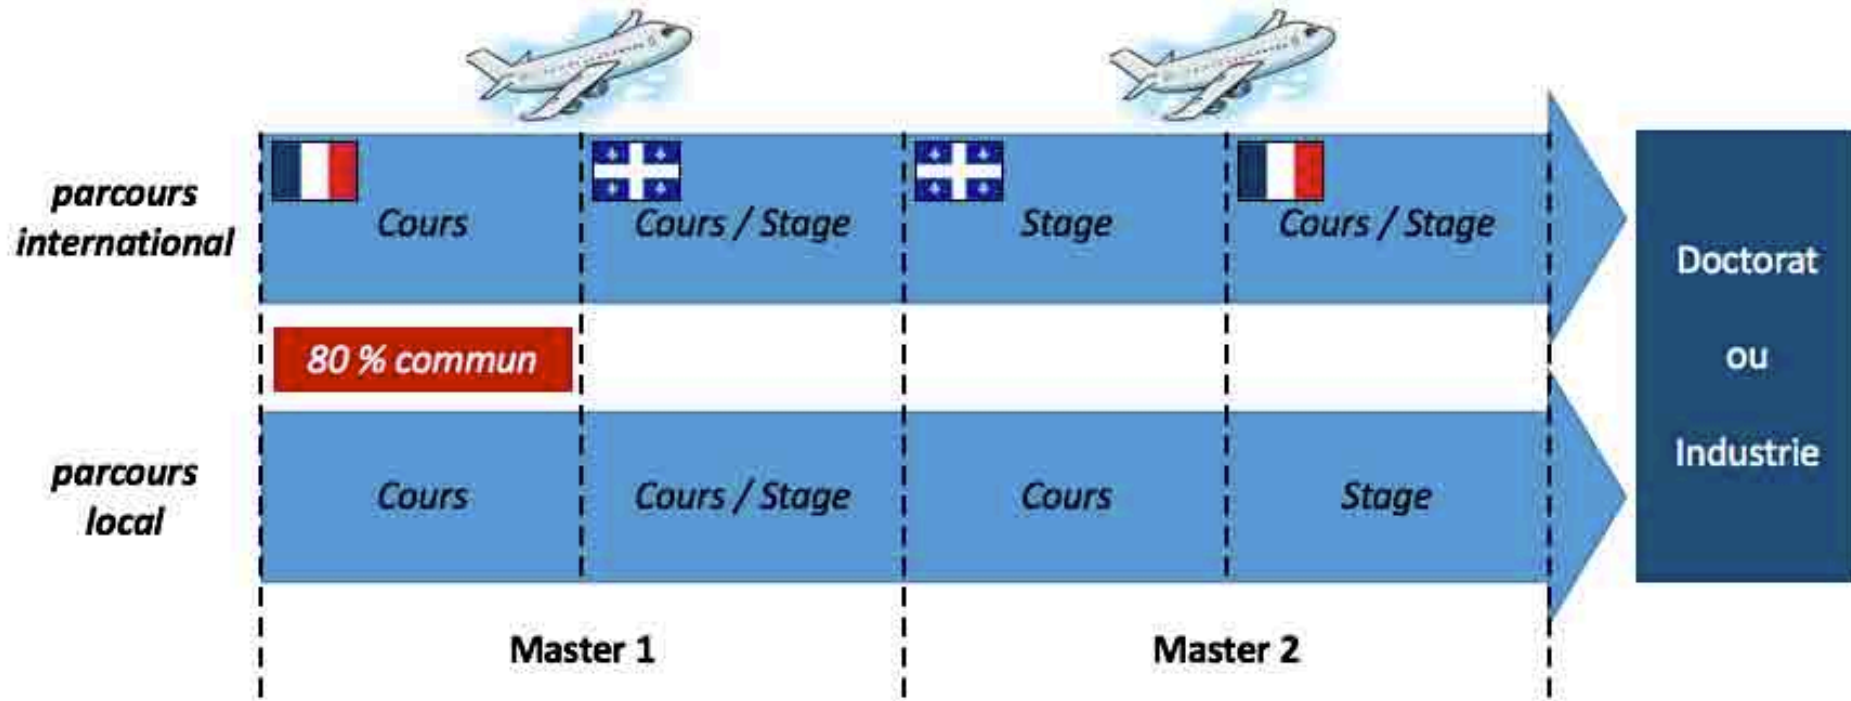 parcours
international
Cours
Cours / Stage
Stage
Cours / Stage
80 % commun
parcours
local
Cours
Cours / Stage
Cours
Stage
Doctorat
ou
Industrie
Master 1
Master 2